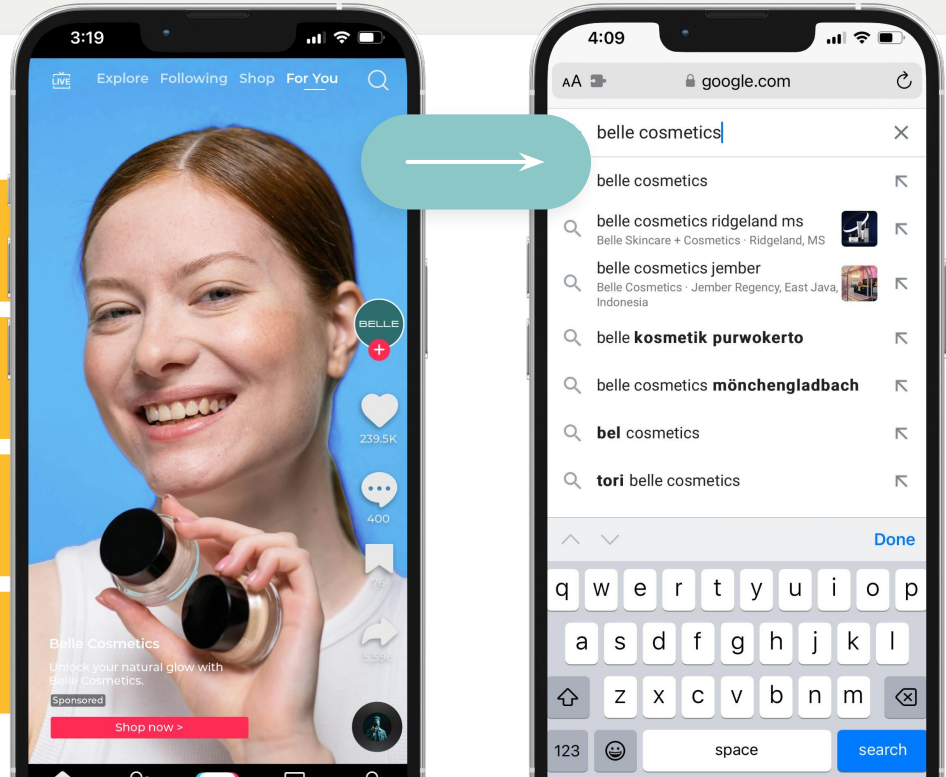 3:19
LIVE
Explore Following Shop For You
BELLE
239.5K
400
76
Belle Cosmetics
Unlock your natural glow with
Belle Cosmetics.
Sponsored
Shop now >
4:09
AA
google.com
belle cosmetics
belle cosmetics
belle cosmetics ridgeland ms
Belle Skincare + Cosmetics · Ridgeland, MS
belle cosmetics jember
Belle Cosmetics · Jember Regency, East Java,
Indonesia
belle kosmetik purwokerto
belle cosmetics mönchengladbach
bel cosmetics
tori belle cosmetics
Done
q w e r t y u i o p
a s d f g h j k l
z x c v b n m
123
space
search